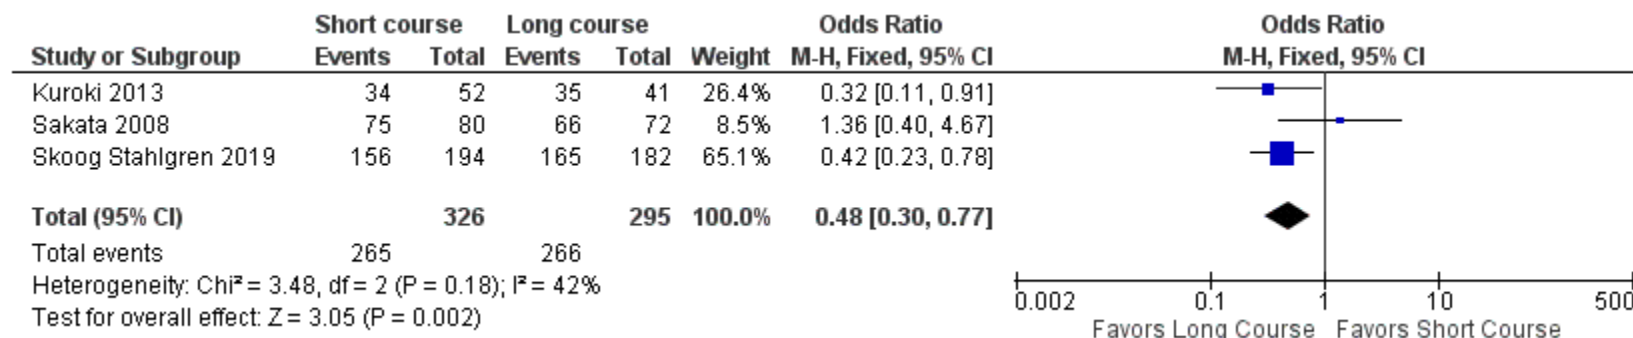 Short course Long course Odds Ratio Odds Ratio
Study or Subgroup Events Total Events Total Weight M-H, Fixed, 95% CI M-H, Fixed, 95% CI
Kuroki 2013 34 52 35 41 26.4% 0.32 [0.11, 0.91]
Sakata 2008 75 80 66 72 8.5% 1.36 [0.40, 4.67]
Skoog Stahlgren 2019 156 194 165 182 65.1% 0.42 [0.23, 0.78]
Total (95% CI) 326 295 100.0% 0.48 [0.30, 0.77]
Total events 265 266
Heterogeneity: Chi² = 3.48, df = 2 (P = 0.18); I² = 42%
Test for overall effect: Z = 3.05 (P = 0.002)
0.002 0.1 1 10 500
Favors Long Course Favors Short Course